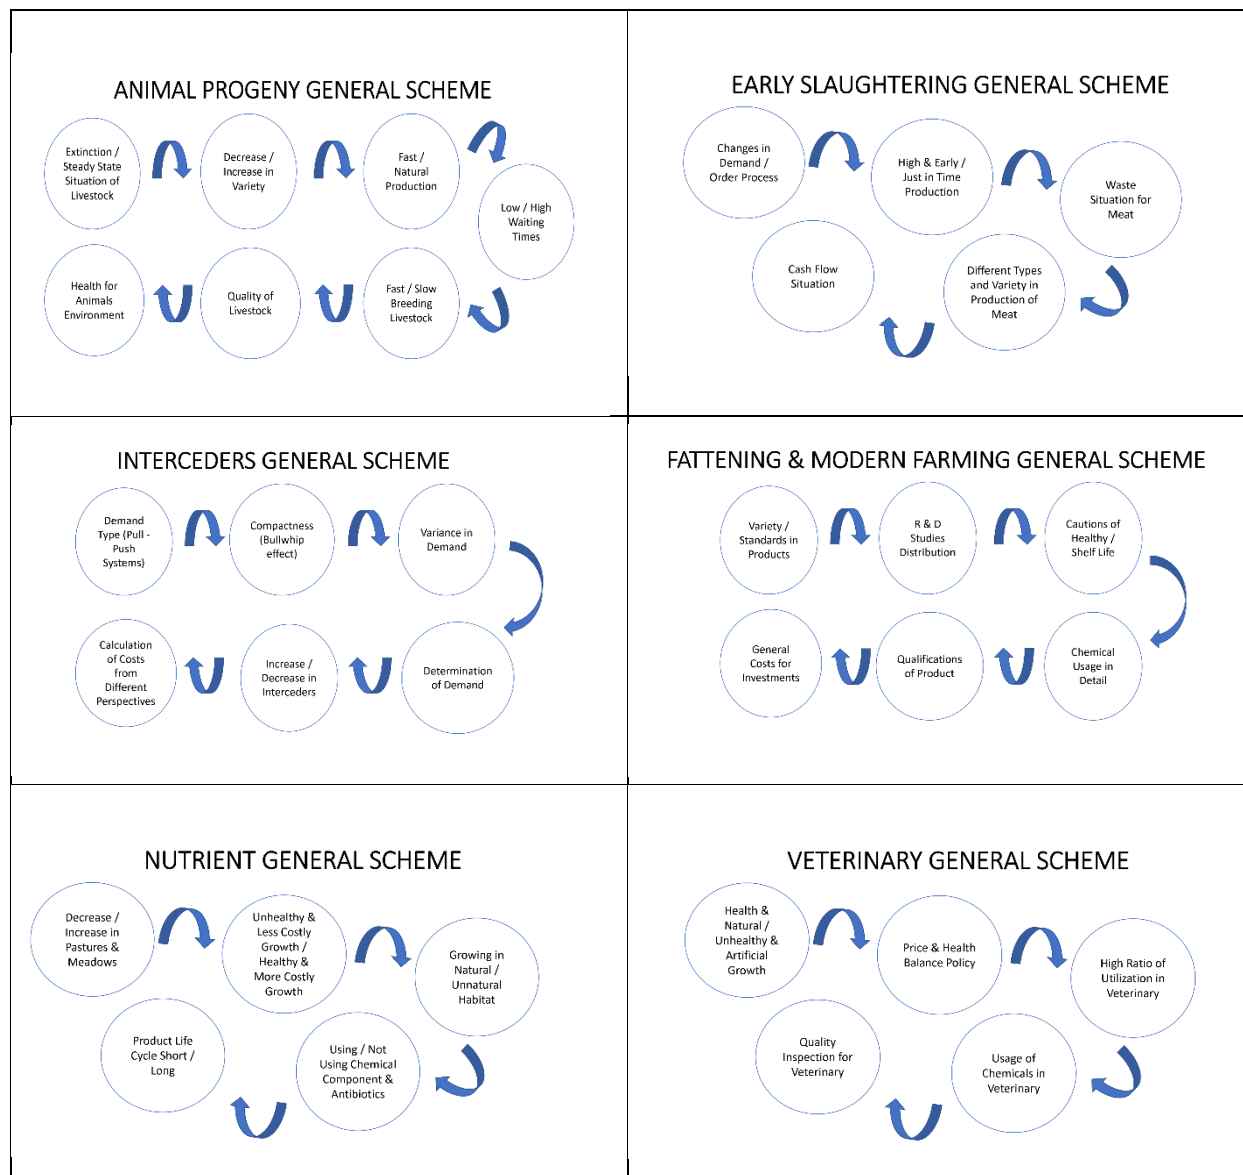 ANIMAL PROGENY GENERAL SCHEME
Extinction /
Steady State
Situation of
Livestock
Decrease /
Increase in
Variety
Fast /
Natural
Production
Low / High
Waiting
Times
Fast / Slow
Breeding
Livestock
Quality of
Livestock
Health for
Animals
Environment
EARLY SLAUGHTERING GENERAL SCHEME
Changes in
Demand /
Order Process
High & Early /
Just in Time
Production
Waste
Situation for
Meat
Different Types
and Variety in
Production of
Meat
Cash Flow
Situation
INTERCEDERS GENERAL SCHEME
Demand
Type (Pull -
Push
Systems)
Compactness
(Bullwhip
effect)
Variance in
Demand
Determination
of Demand
Increase /
Decrease in
Interceders
Calculation
of Costs
from
Different
Perspectives
FATTENING & MODERN FARMING GENERAL SCHEME
Variety /
Standards in
Products
R & D
Studies
Distribution
Cautions of
Healthy /
Shelf Life
Chemical
Usage in
Detail
Qualifications
of Product
General
Costs for
Investments
NUTRIENT GENERAL SCHEME
Decrease /
Increase in
Pastures &
Meadows
Unhealthy &
Less Costly
Growth /
Healthy &
More Costly
Growth
Growing in
Natural /
Unnatural
Habitat
Using / Not
Using Chemical
Component &
Antibiotics
Product Life
Cycle Short /
Long
VETERINARY GENERAL SCHEME
Health &
Natural /
Unhealthy &
Artificial
Growth
Price & Health
Balance Policy
High Ratio of
Utilization in
Veterinary
Usage of
Chemicals in
Veterinary
Quality
Inspection for
Veterinary